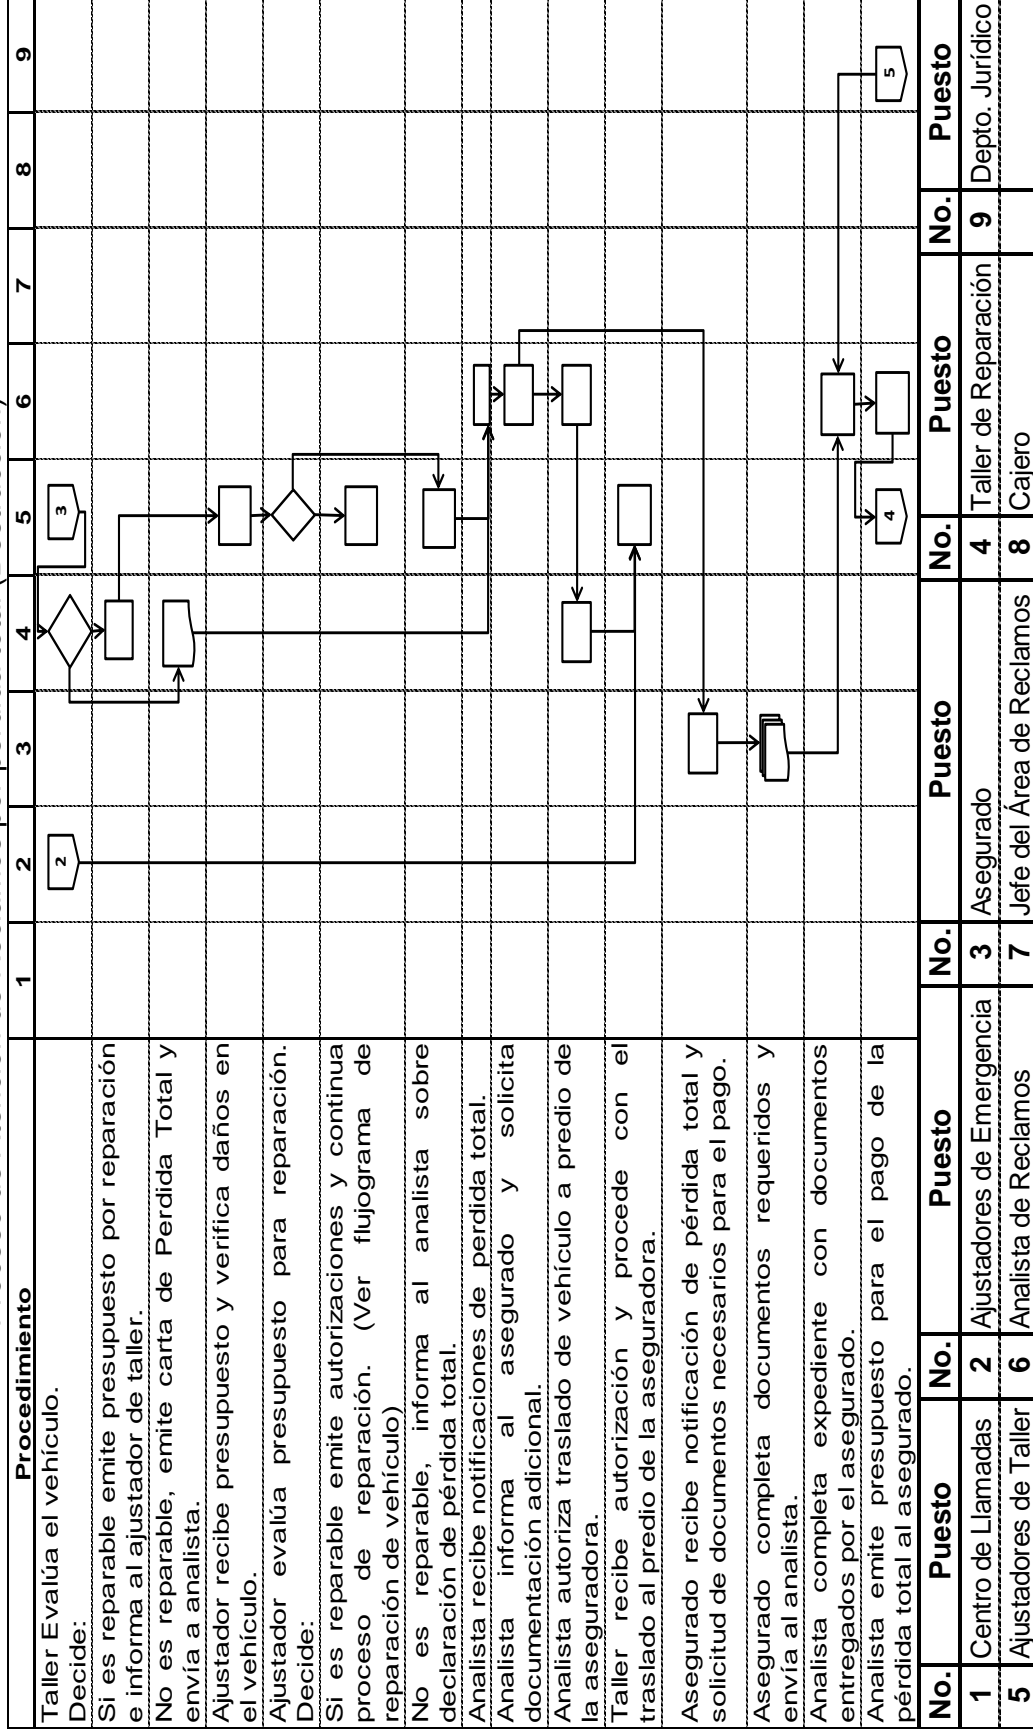 Procedimiento 1 2 3 4 5 6 7 8 9
Taller Evalúa el vehículo.
Decide:
2
3
Si es reparable emite presupuesto por reparación
e informa al ajustador de taller.
No es reparable, emite carta de Perdida Total y
envía a analista.
Ajustador recibe presupuesto y verifica daños en
el vehículo.
Ajustador evalúa presupuesto para reparación.
Decide:
Si es reparable emite autorizaciones y continua
proceso de reparación. (Ver flujograma de
reparación de vehículo)
No es reparable, informa al analista sobre
declaración de pérdida total.
Analista recibe notificaciones de perdida total.
Analista informa al asegurado y solicita
documentación adicional.
Analista autoriza traslado de vehículo a predio de
la aseguradora.
Taller recibe autorización y procede con el
traslado al predio de la aseguradora.
Asegurado recibe notificación de pérdida total y
solicitud de documentos necesarios para el pago.
Asegurado completa documentos requeridos y
envía al analista.
Analista completa expediente con documentos
entregados por el asegurado.
Analista emite presupuesto para el pago de la
pérdida total al asegurado.
4
5
No. Puesto No. Puesto No. Puesto No. Puesto No. Puesto
1 Centro de Llamadas 2 Ajustadores de Emergencia 3 Asegurado 4 Taller de Reparación 9 Depto. Jurídico
5 Ajustadores de Taller 6 Analista de Reclamos 7 Jefe del Área de Reclamos 8 Cajero